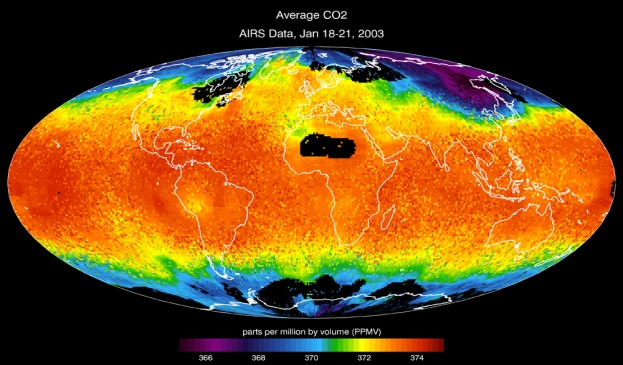 Average CO2
AIRS Data, Jan 18-21, 2003
parts per million by volume (PPMV)
366 368 370 372 374